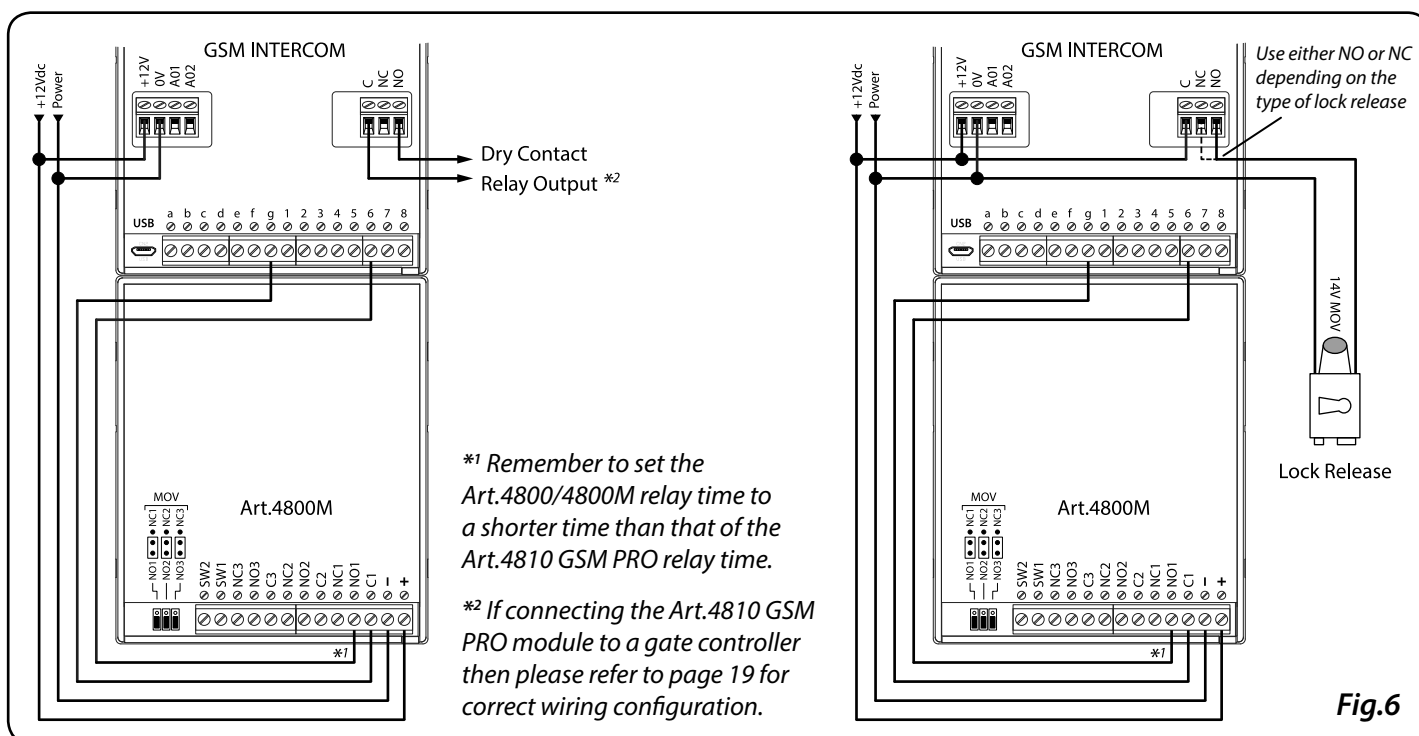 GSM INTERCOM
+12Vdc
Power
+12V
0V
A01
A02
C
NC
NO
Dry Contact
Relay Output *2
USB
a b c d e f g 1 2 3 4 5 6 7 8
MOV
NC1 NC2 NC3
NO1 NO2 NO3
Art.4800M
SW2 SW1 NC3 NO3 C3 NC2 NO2 C2 NC1 NO1 C1 – +
*1
*1 Remember to set the
Art.4800/4800M relay time to
a shorter time than that of the
Art.4810 GSM PRO relay time.
*2 If connecting the Art.4810 GSM
PRO module to a gate controller
then please refer to page 19 for
correct wiring configuration.
GSM INTERCOM
+12Vdc
Power
+12V
0V
A01
A02
C
NC
NO
Use either NO or NC
depending on the
type of lock release
USB
a b c d e f g 1 2 3 4 5 6 7 8
14V MOV
Lock Release
MOV
NC1 NC2 NC3
NO1 NO2 NO3
Art.4800M
SW2 SW1 NC3 NO3 C3 NC2 NO2 C2 NC1 NO1 C1 – +
*1
Fig.6